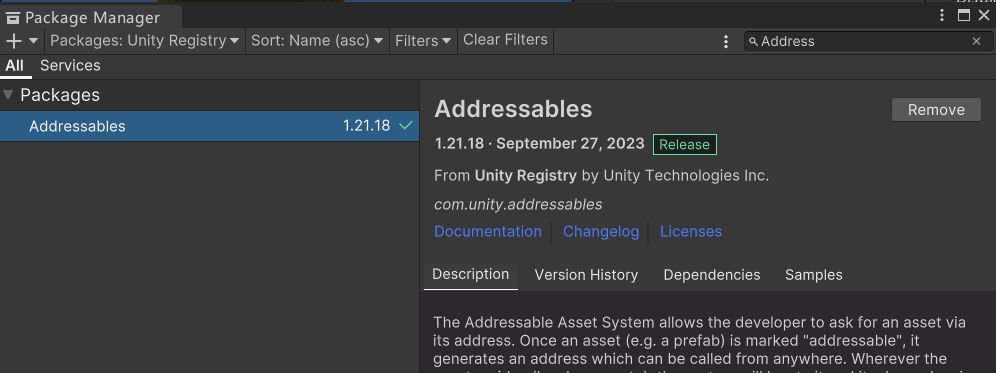 Package Manager
Packages: Unity Registry Sort: Name (asc) Filters Clear Filters Address
All Services
Packages
Addressables 1.21.18
Addressables Remove
1.21.18 · September 27, 2023 Release
From Unity Registry by Unity Technologies Inc.
com.unity.addressables
Documentation Changelog Licenses
Description Version History Dependencies Samples
The Addressable Asset System allows the developer to ask for an asset via
its address. Once an asset (e.g. a prefab) is marked "addressable", it
generates an address which can be called from anywhere. Wherever the